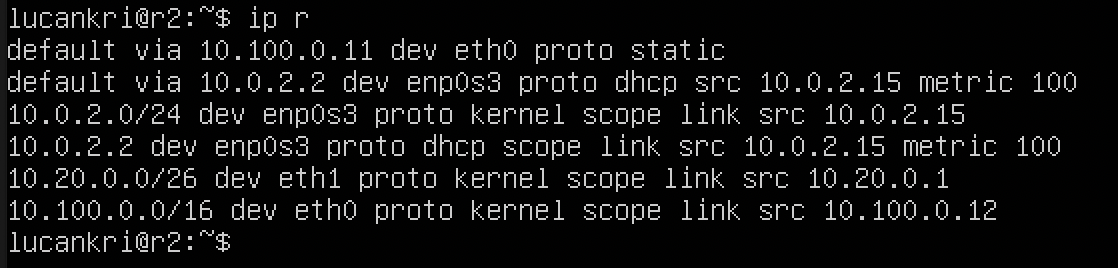 lucankri@r2:~$ ip r
default via 10.100.0.11 dev eth0 proto static
default via 10.0.2.2 dev enp0s3 proto dhcp src 10.0.2.15 metric 100
10.0.2.0/24 dev enp0s3 proto kernel scope link src 10.0.2.15
10.0.2.2 dev enp0s3 proto dhcp scope link src 10.0.2.15 metric 100
10.20.0.0/26 dev eth1 proto kernel scope link src 10.20.0.1
10.100.0.0/16 dev eth0 proto kernel scope link src 10.100.0.12
lucankri@r2:~$